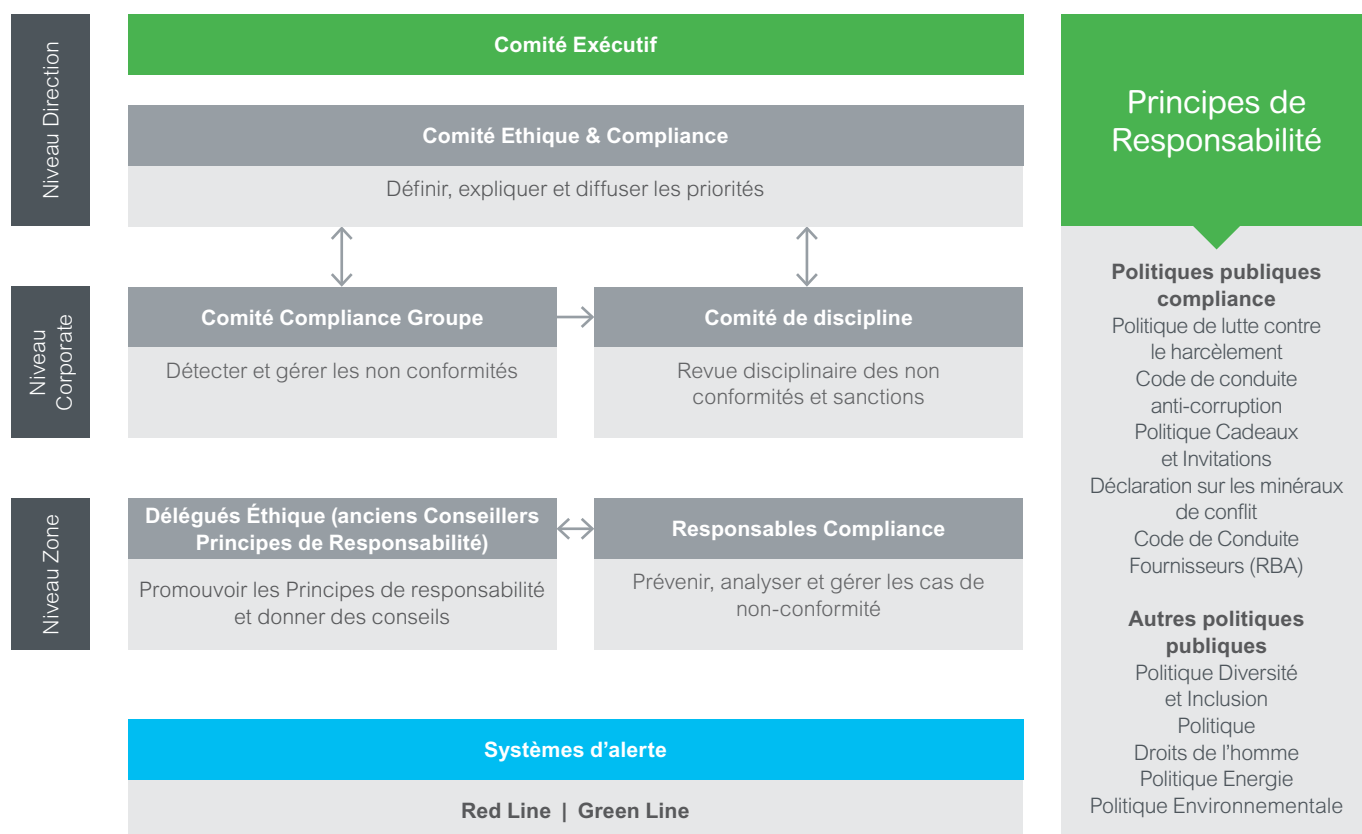 Niveau Direction
Comité Exécutif
Comité Ethique & Compliance
Définir, expliquer et diffuser les priorités
Niveau
Corporate
Comité Compliance Groupe
Détecter et gérer les non conformités
Comité de discipline
Revue disciplinaire des non
conformités et sanctions
Niveau Zone
Délégués Éthique (anciens Conseillers
Principes de Responsabilité)
Promouvoir les Principes de responsabilité
et donner des conseils
Responsables Compliance
Prévenir, analyser et gérer les cas de
non-conformité
Systèmes d’alerte
Red Line | Green Line
Principes de
Responsabilité
Politiques publiques
compliance
Politique de lutte contre
le harcèlement
Code de conduite
anti-corruption
Politique Cadeaux
et Invitations
Déclaration sur les minéraux
de conflit
Code de Conduite
Fournisseurs (RBA)
Autres politiques
publiques
Politique Diversité
et Inclusion
Politique
Droits de l’homme
Politique Energie
Politique Environnementale